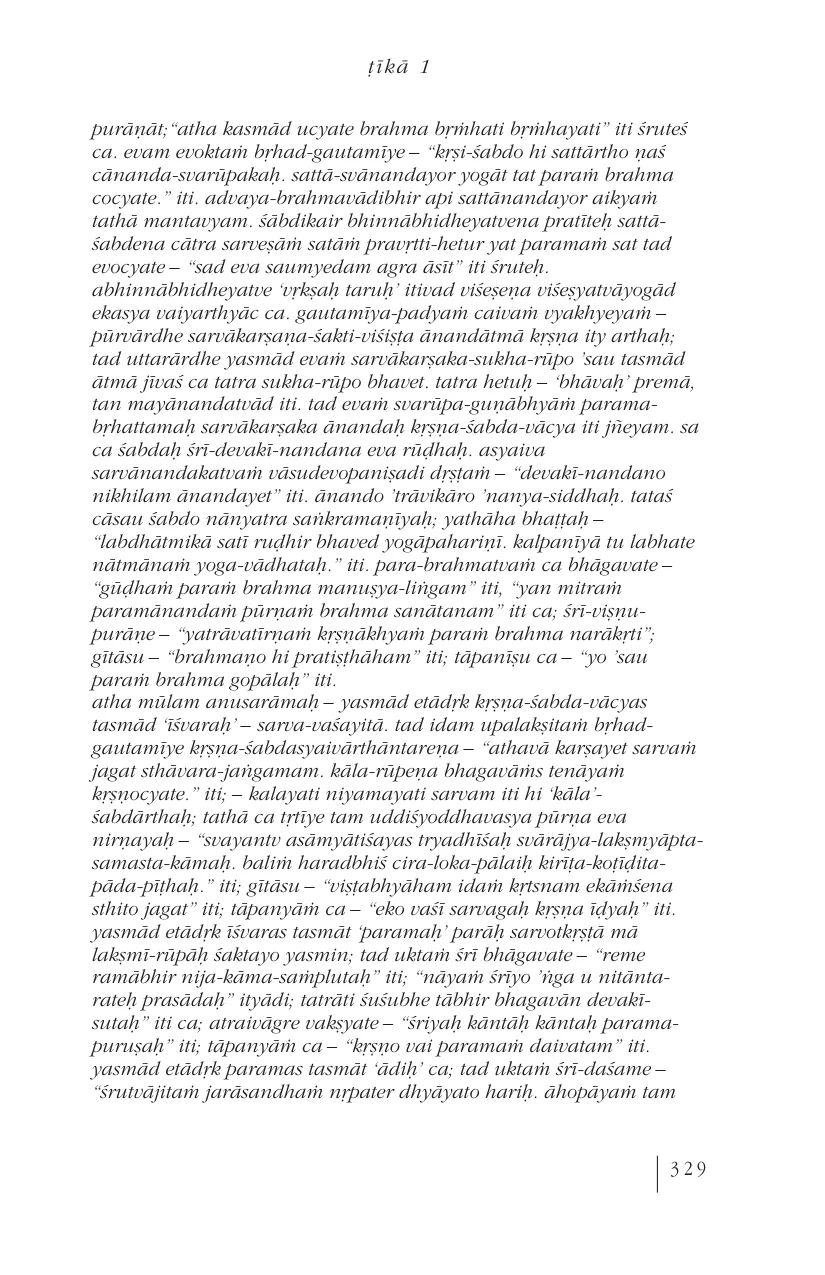 ṭīkā 1
purāṇāt;“atha kasmād ucyate brahma bṛṁhati bṛṁhayati” iti śruteś
ca. evam evoktaṁ bṛhad-gautamīye – “kṛṣi-śabdo hi sattārtho ṇaś
cānanda-svarūpakaḥ. sattā-svānandayor yogāt tat paraṁ brahma
cocyate.” iti. advaya-brahmavādibhir api sattānandayor aikyaṁ
tathā mantavyam. śābdikair bhinnābhidheyatvena pratīteḥ sattā-
śabdena cātra sarveṣāṁ satāṁ pravṛtti-hetur yat paramaṁ sat tad
evocyate – “sad eva saumyedam agra āsīt” iti śruteḥ.
abhinnābhidheyatve ‘vṛkṣaḥ taruḥ’ itivad viśeṣeṇa viśeṣyatvāyogād
ekasya vaiyarthyāc ca. gautamīya-padyaṁ caivaṁ vyakhyeyaṁ –
pūrvārdhe sarvākarṣaṇa-śakti-viśiṣṭa ānandātmā kṛṣṇa ity arthaḥ;
tad uttarārdhe yasmād evaṁ sarvākarṣaka-sukha-rūpo ’sau tasmād
ātmā jīvaś ca tatra sukha-rūpo bhavet. tatra hetuḥ – ‘bhāvaḥ’ premā,
tan mayānandatvād iti. tad evaṁ svarūpa-guṇābhyāṁ parama-
bṛhattamaḥ sarvākarṣaka ānandaḥ kṛṣṇa-śabda-vācya iti jñeyam. sa
ca śabdaḥ śrī-devakī-nandana eva rūḍhaḥ. asyaiva
sarvānandakatvaṁ vāsudevopaniṣadi dṛṣṭaṁ – “devakī-nandano
nikhilam ānandayet” iti. ānando ’trāvikāro ’nanya-siddhaḥ. tataś
cāsau śabdo nānyatra saṅkramaṇīyaḥ; yathāha bhaṭṭaḥ –
“labdhātmikā satī ruḍhir bhaved yogāpahariṇī. kalpanīyā tu labhate
nātmānaṁ yoga-vādhataḥ.” iti. para-brahmatvaṁ ca bhāgavate –
“gūḍhaṁ paraṁ brahma manuṣya-liṅgam” iti, “yan mitraṁ
paramānandaṁ pūrṇaṁ brahma sanātanam” iti ca; śrī-viṣṇu-
purāṇe – “yatrāvatīrṇaṁ kṛṣṇākhyaṁ paraṁ brahma narākṛti”;
gītāsu – “brahmaṇo hi pratiṣṭhāham” iti; tāpanīṣu ca – “yo ’sau
paraṁ brahma gopālaḥ” iti.
atha mūlam anusarāmaḥ – yasmād etādṛk kṛṣṇa-śabda-vācyas
tasmād ‘īśvaraḥ’ – sarva-vaśayitā. tad idam upalakṣitaṁ bṛhad-
gautamīye kṛṣṇa-śabdasyaivārthāntareṇa – “athavā karṣayet sarvaṁ
jagat sthāvara-jaṅgamam. kāla-rūpeṇa bhagavāṁs tenāyaṁ
kṛṣṇocyate.” iti; – kalayati niyamayati sarvam iti hi ‘kāla’-
śabdārthaḥ; tathā ca tṛtīye tam uddiśyoddhavasya pūrṇa eva
nirṇayaḥ – “svayantv asāmyātiśayas tryadhīśaḥ svārājya-lakṣmyāpta-
samasta-kāmaḥ. baliṁ haradbhiś cira-loka-pālaiḥ kirīṭa-koṭīḍita-
pāda-pīṭhaḥ.” iti; gītāsu – “viṣṭabhyāham idaṁ kṛtsnam ekāṁśena
sthito jagat” iti; tāpanyāṁ ca – “eko vaśī sarvagaḥ kṛṣṇa īḍyaḥ” iti.
yasmād etādṛk īśvaras tasmāt ‘paramaḥ’ parāḥ sarvotkṛṣṭā mā
lakṣmī-rūpāḥ śaktayo yasmin; tad uktaṁ śrī bhāgavate – “reme
ramābhir nija-kāma-saṁplutaḥ” iti; “nāyaṁ śrīyo ’ṅga u nitānta-
rateḥ prasādaḥ” ityādi; tatrāti śuśubhe tābhir bhagavān devakī-
sutaḥ” iti ca; atraivāgre vakṣyate – “śriyaḥ kāntāḥ kāntaḥ parama-
puruṣaḥ” iti; tāpanyāṁ ca – “kṛṣṇo vai paramaṁ daivatam” iti.
yasmād etādṛk paramas tasmāt ‘ādiḥ’ ca; tad uktaṁ śrī-daśame –
“śrutvājitaṁ jarāsandhaṁ nṛpater dhyāyato hariḥ. āhopāyaṁ tam
329